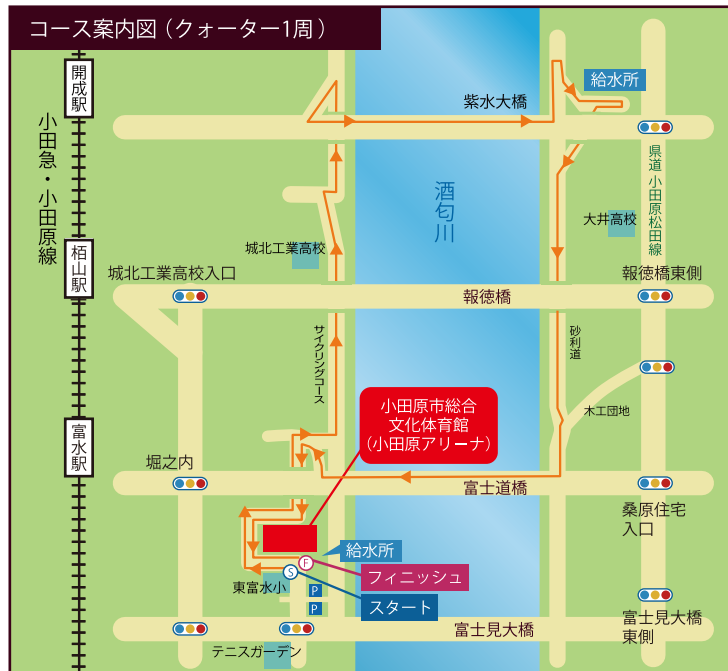 コース案内図（クォーター1周）
開成駅
小田急・小田原線
栢山駅
富水駅
紫水大橋
給水所
県道 小田原松田線
酒匂川
大井高校
城北工業高校
城北工業高校入口
報徳橋
報徳橋東側
サイクリングコース
砂利道
木工団地
小田原市総合
文化体育館
（小田原アリーナ）
堀之内
富士道橋
桑原住宅
入口
給水所
F
フィニッシュ
S
スタート
東富水小
P
P
富士見大橋
富士見大橋
東側
テニスガーデン